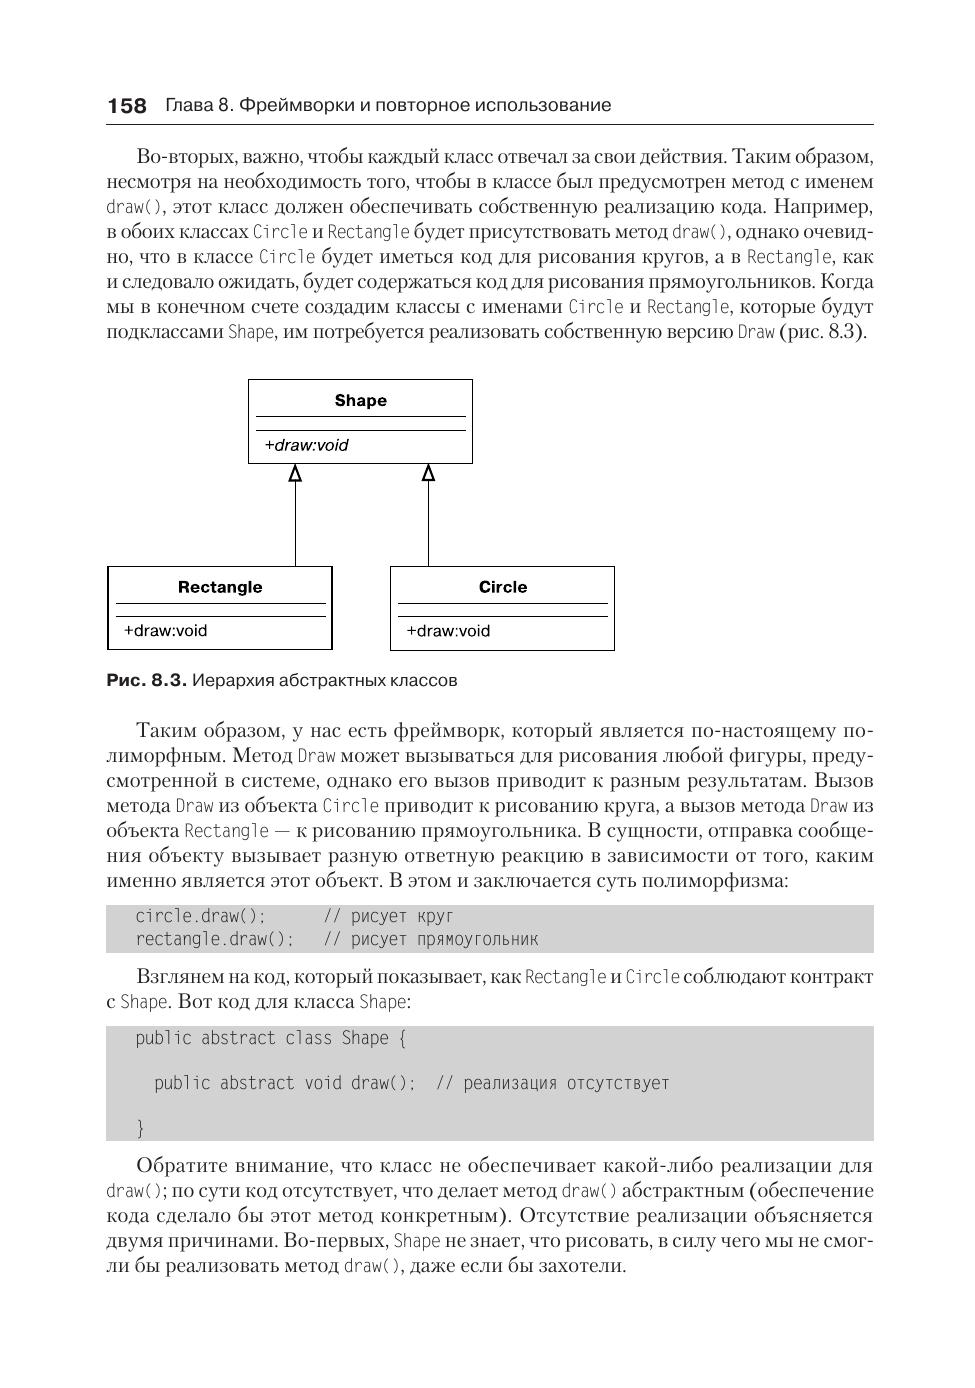 158 Глава 8. Фреймворки и повторное использование
Во-вторых, важно, чтобы каждый класс отвечал за свои действия. Таким образом,
несмотря на необходимость того, чтобы в классе был предусмотрен метод с именем
draw(), этот класс должен обеспечивать собственную реализацию кода. Например,
в обоих классах Circle и Rectangle будет присутствовать метод draw(), однако очевид-
но, что в классе Circle будет иметься код для рисования кругов, а в Rectangle, как
и следовало ожидать, будет содержаться код для рисования прямоугольников. Когда
мы в конечном счете создадим классы с именами Circle и Rectangle, которые будут
подклассами Shape, им потребуется реализовать собственную версию Draw (рис. 8.3).
Shape
+draw:void
Rectangle
+draw:void
Circle
+draw:void
Рис. 8.3. Иерархия абстрактных классов
Таким образом, у нас есть фреймворк, который является по-настоящему по-
лиморфным. Метод Draw может вызываться для рисования любой фигуры, преду-
смотренной в системе, однако его вызов приводит к разным результатам. Вызов
метода Draw из объекта Circle приводит к рисованию круга, а вызов метода Draw из
объекта Rectangle — к рисованию прямоугольника. В сущности, отправка сообще-
ния объекту вызывает разную ответную реакцию в зависимости от того, каким
именно является этот объект. В этом и заключается суть полиморфизма:
circle.draw(); // рисует круг
rectangle.draw(); // рисует прямоугольник
Взглянем на код, который показывает, как Rectangle и Circle соблюдают контракт
с Shape. Вот код для класса Shape:
public abstract class Shape {
public abstract void draw(); // реализация отсутствует
}
Обратите внимание, что класс не обеспечивает какой-либо реализации для
draw(); по сути код отсутствует, что делает метод draw() абстрактным (обеспечение
кода сделало бы этот метод конкретным). Отсутствие реализации объясняется
двумя причинами. Во-первых, Shape не знает, что рисовать, в силу чего мы не смог-
ли бы реализовать метод draw(), даже если бы захотели.